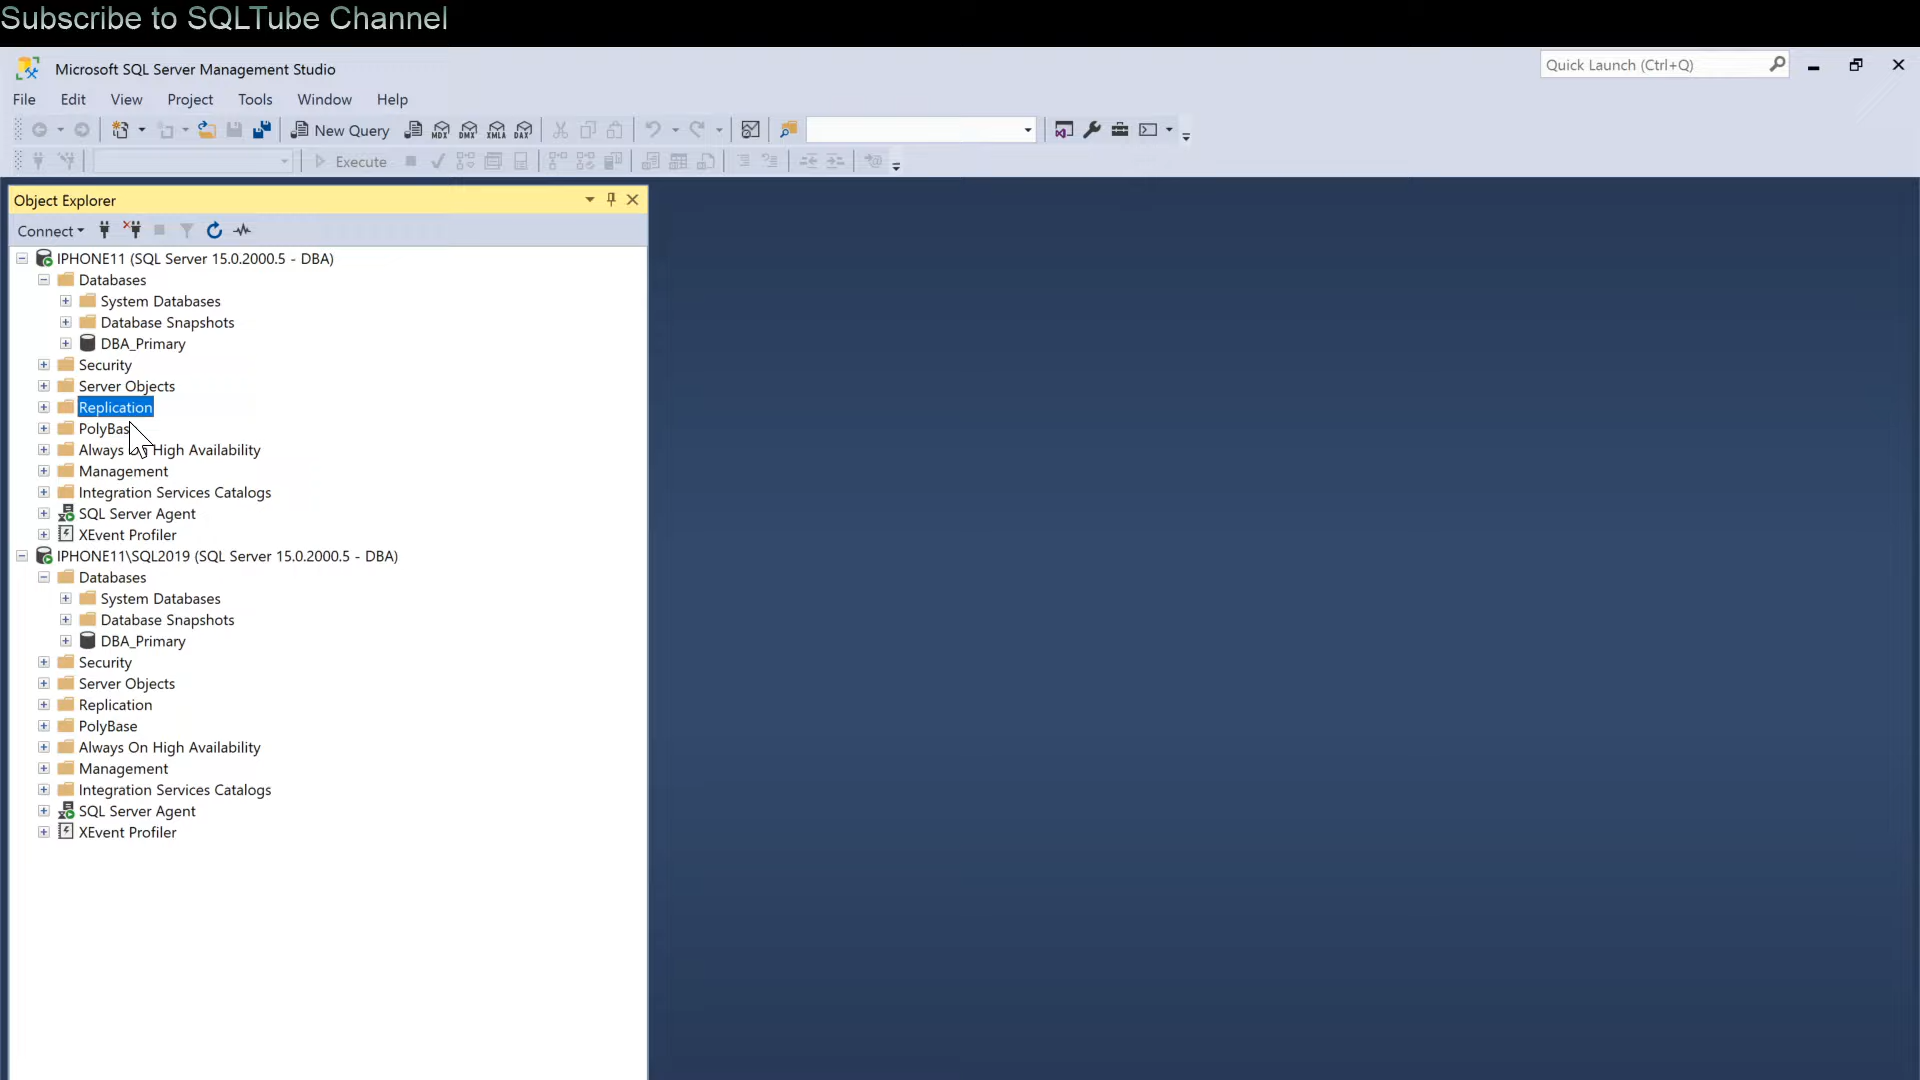 Subscribe to SQLTube Channel
Microsoft SQL Server Management Studio
Quick Launch (Ctrl+Q)
File Edit View Project Tools Window Help
New Query MDX DMX XMLA DAX
Execute
Object Explorer
Connect
IPHONE11 (SQL Server 15.0.2000.5 - DBA)
Databases
System Databases
Database Snapshots
DBA_Primary
Security
Server Objects
Replication
PolyBas
Always High Availability
Management
Integration Services Catalogs
SQL Server Agent
XEvent Profiler
IPHONE11\SQL2019 (SQL Server 15.0.2000.5 - DBA)
Databases
System Databases
Database Snapshots
DBA_Primary
Security
Server Objects
Replication
PolyBase
Always On High Availability
Management
Integration Services Catalogs
SQL Server Agent
XEvent Profiler